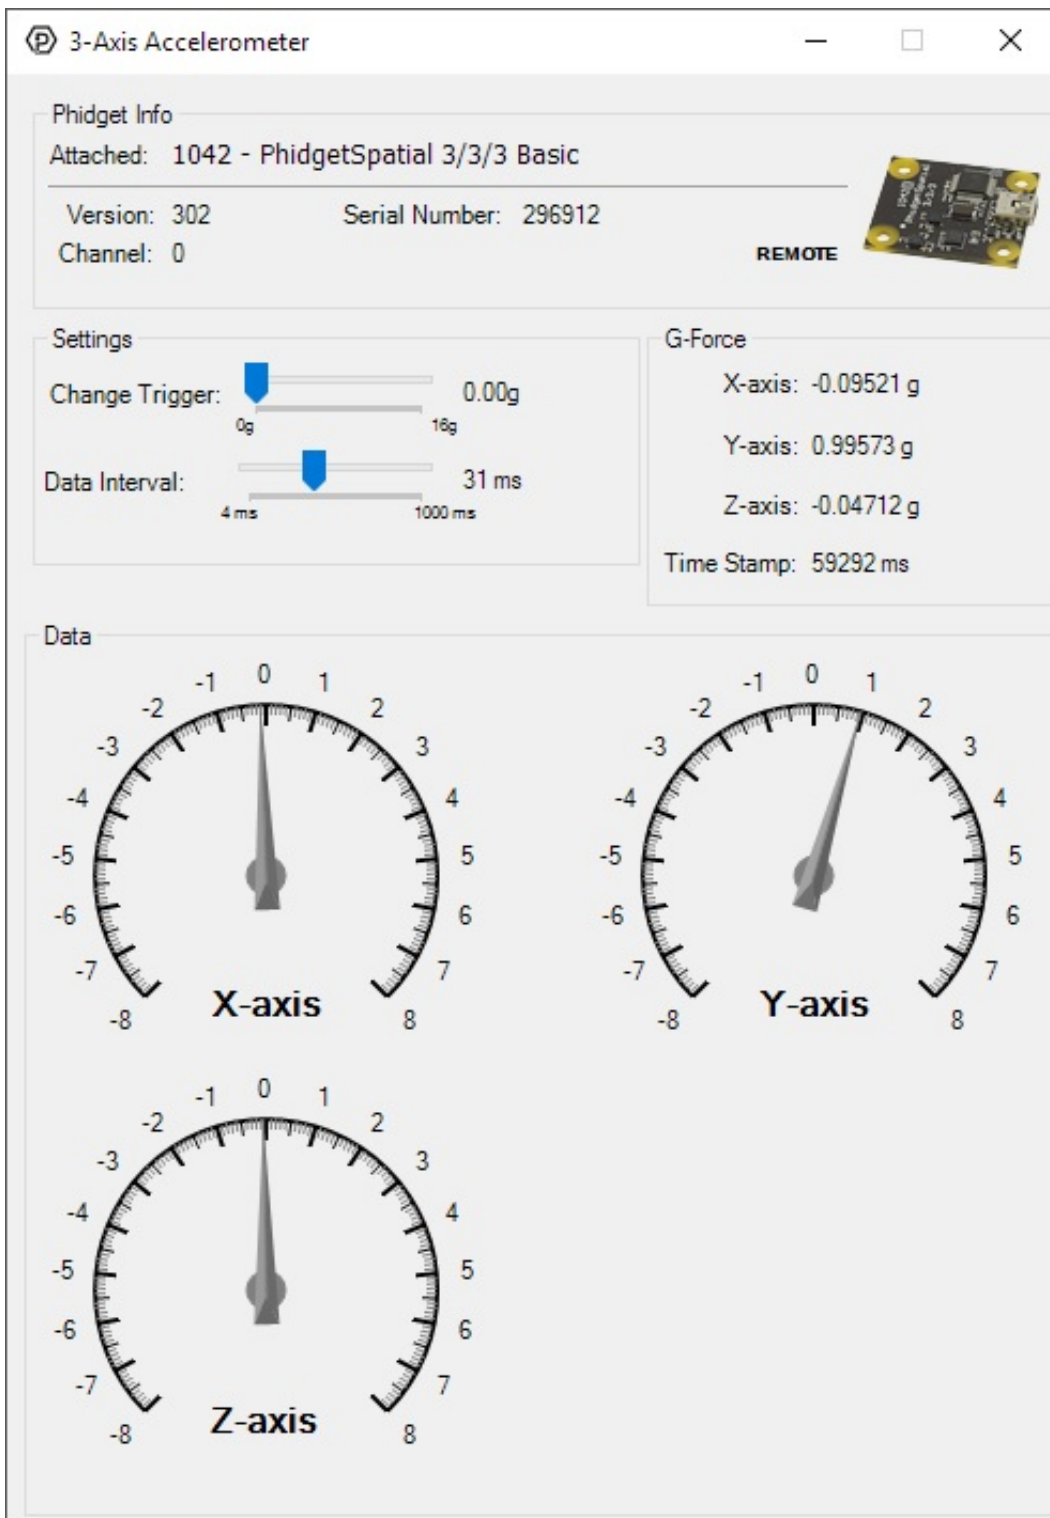 3-Axis Accelerometer
Phidget Info
Attached: 1042 - PhidgetSpatial 3/3/3 Basic
Version: 302 Serial Number: 296912
Channel: 0
REMOTE
Settings
Change Trigger: 0.00g
0g 16g
Data Interval: 31 ms
4 ms 1000 ms
G-Force
X-axis: -0.09521 g
Y-axis: 0.99573 g
Z-axis: -0.04712 g
Time Stamp: 59292 ms
Data
-8 -7 -6 -5 -4 -3 -2 -1 0 1 2 3 4 5 6 7 8
X-axis
-8 -7 -6 -5 -4 -3 -2 -1 0 1 2 3 4 5 6 7 8
Y-axis
-8 -7 -6 -5 -4 -3 -2 -1 0 1 2 3 4 5 6 7 8
Z-axis